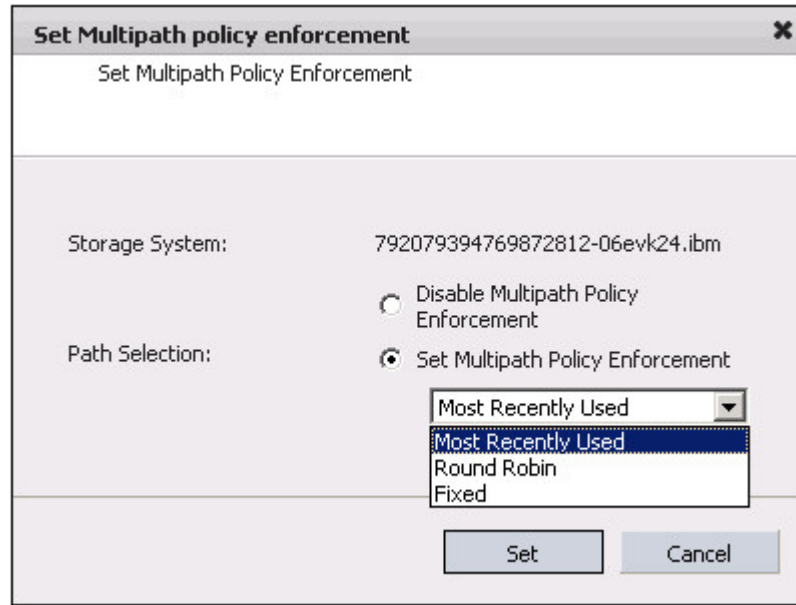 Set Multipath policy enforcement
Set Multipath Policy Enforcement
Storage System:
792079394769872812-06evk24.ibm
Disable Multipath Policy
Enforcement
Path Selection:
Set Multipath Policy Enforcement
Most Recently Used
Most Recently Used
Round Robin
Fixed
Set
Cancel